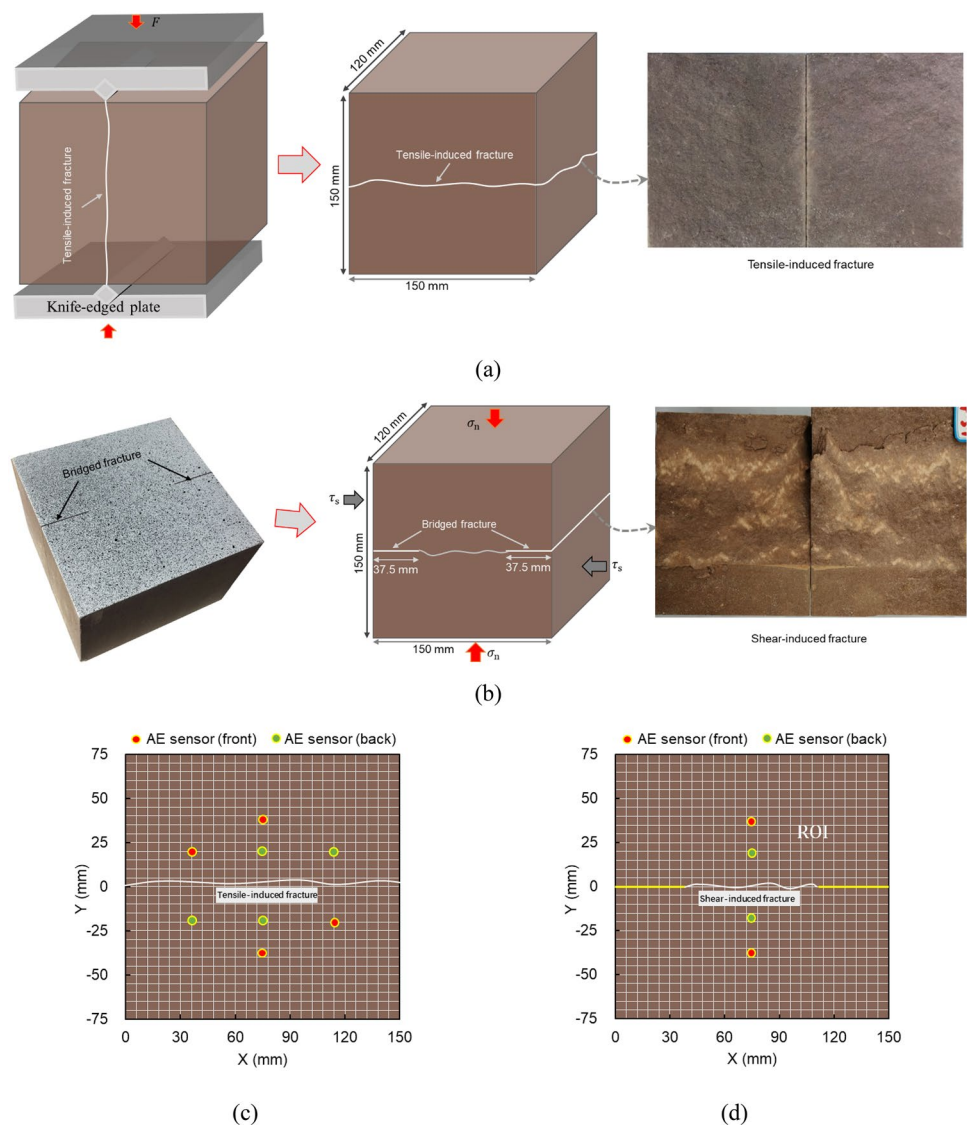 F
Tensile-induced fracture
Knife-edged plate
120 mm
150 mm
Tensile-induced fracture
150 mm
Tensile-induced fracture
(a)
Bridged fracture
120 mm
σn
τs
Bridged fracture
37.5 mm
37.5 mm
τs
150 mm
150 mm
σn
Shear-induced fracture
(b)
AE sensor (front)
AE sensor (back)
75
50
25
0
-25
-50
-75
Y (mm)
Tensile-induced fracture
0
30
60
90
120
150
X (mm)
(c)
AE sensor (front)
AE sensor (back)
75
50
25
0
-25
-50
-75
Y (mm)
ROI
Shear-induced fracture
0
30
60
90
120
150
X (mm)
(d)